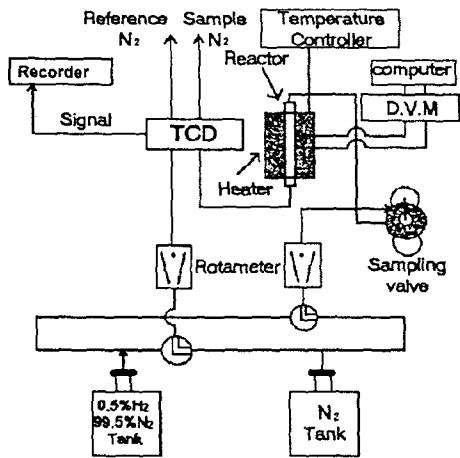 Reference Sample
N₂ N₂
Temperature
Controller
Reactor
Recorder
computer
D.V.M
Signal
TCD
Heater
Rotameter
Sampling
valve
0.5%H₂
99.5%N₂
Tank
N₂
Tank